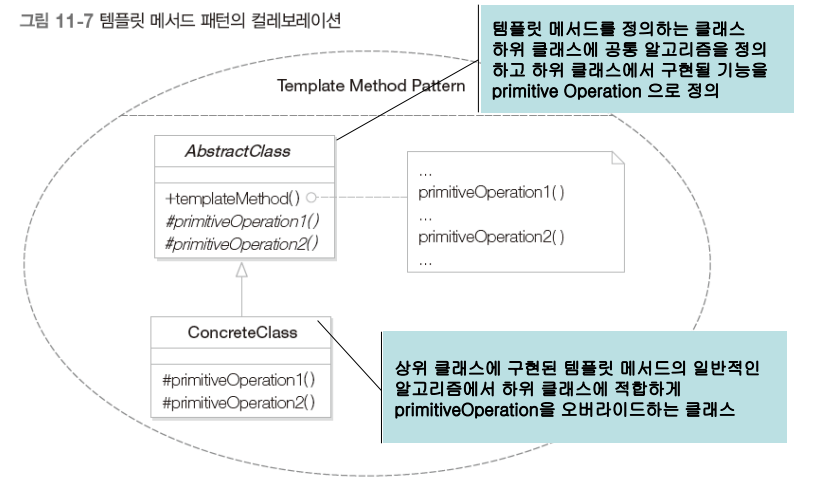 그림 11-7 템플릿 메서드 패턴의 컬레보레이션
템플릿 메서드를 정의하는 클래스
하위 클래스에 공통 알고리즘을 정의
하고 하위 클래스에서 구현될 기능을
primitive Operation 으로 정의
Template Method Pattern
AbstractClass
+templateMethod()
#primitiveOperation1()
#primitiveOperation2()
...
primitiveOperation1( )
...
primitiveOperation2( )
...
ConcreteClass
#primitiveOperation1()
#primitiveOperation2()
상위 클래스에 구현된 템플릿 메서드의 일반적인
알고리즘에서 하위 클래스에 적합하게
primitiveOperation을 오버라이드하는 클래스